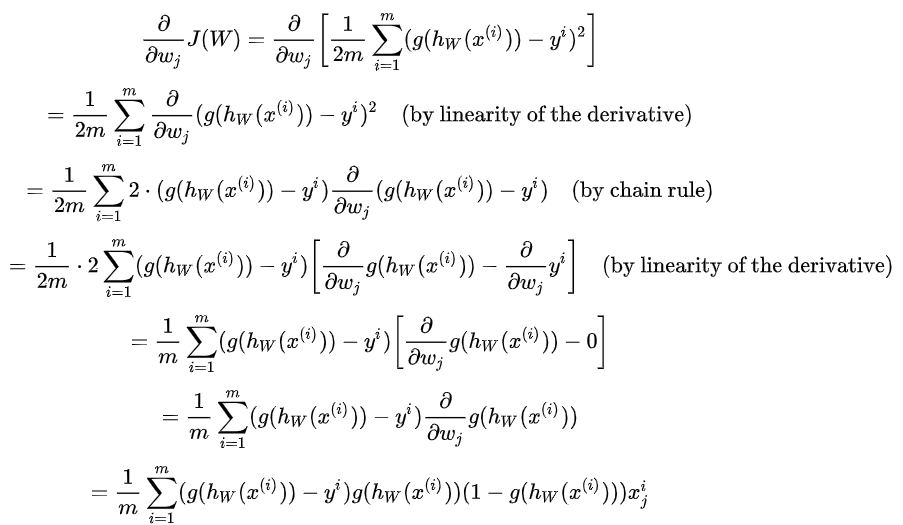 \frac{\partial}{\partial w_j} J(W) = \frac{\partial}{\partial w_j} \left[ \frac{1}{2m} \sum_{i=1}^{m} (g(h_W(x^{(i)})) - y^i)^2 \right]
= \frac{1}{2m} \sum_{i=1}^{m} \frac{\partial}{\partial w_j} (g(h_W(x^{(i)})) - y^i)^2 \quad \text{(by linearity of the derivative)}
= \frac{1}{2m} \sum_{i=1}^{m} 2 \cdot (g(h_W(x^{(i)})) - y^i) \frac{\partial}{\partial w_j} (g(h_W(x^{(i)})) - y^i) \quad \text{(by chain rule)}
= \frac{1}{2m} \cdot 2 \sum_{i=1}^{m} (g(h_W(x^{(i)})) - y^i) \left[ \frac{\partial}{\partial w_j} g(h_W(x^{(i)})) - \frac{\partial}{\partial w_j} y^i \right] \quad \text{(by linearity of the derivative)}
= \frac{1}{m} \sum_{i=1}^{m} (g(h_W(x^{(i)})) - y^i) \left[ \frac{\partial}{\partial w_j} g(h_W(x^{(i)})) - 0 \right]
= \frac{1}{m} \sum_{i=1}^{m} (g(h_W(x^{(i)})) - y^i) \frac{\partial}{\partial w_j} g(h_W(x^{(i)}))
= \frac{1}{m} \sum_{i=1}^{m} (g(h_W(x^{(i)})) - y^i) g(h_W(x^{(i)})) (1 - g(h_W(x^{(i)}))) x_j^i